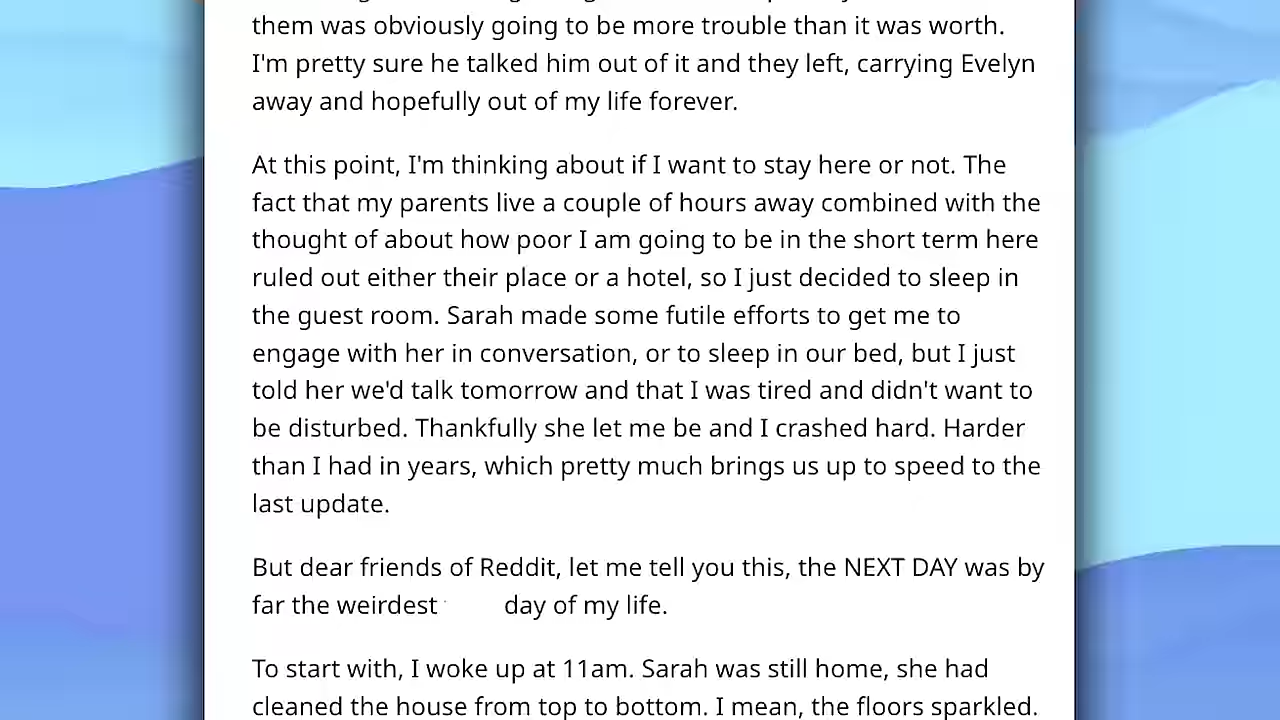 them was obviously going to be more trouble than it was worth.
I'm pretty sure he talked him out of it and they left, carrying Evelyn
away and hopefully out of my life forever.
At this point, I'm thinking about if I want to stay here or not. The
fact that my parents live a couple of hours away combined with the
thought of about how poor I am going to be in the short term here
ruled out either their place or a hotel, so I just decided to sleep in
the guest room. Sarah made some futile efforts to get me to
engage with her in conversation, or to sleep in our bed, but I just
told her we'd talk tomorrow and that I was tired and didn't want to
be disturbed. Thankfully she let me be and I crashed hard. Harder
than I had in years, which pretty much brings us up to speed to the
last update.
But dear friends of Reddit, let me tell you this, the NEXT DAY was by
far the weirdest day of my life.
To start with, I woke up at 11am. Sarah was still home, she had
cleaned the house from top to bottom. I mean, the floors sparkled.